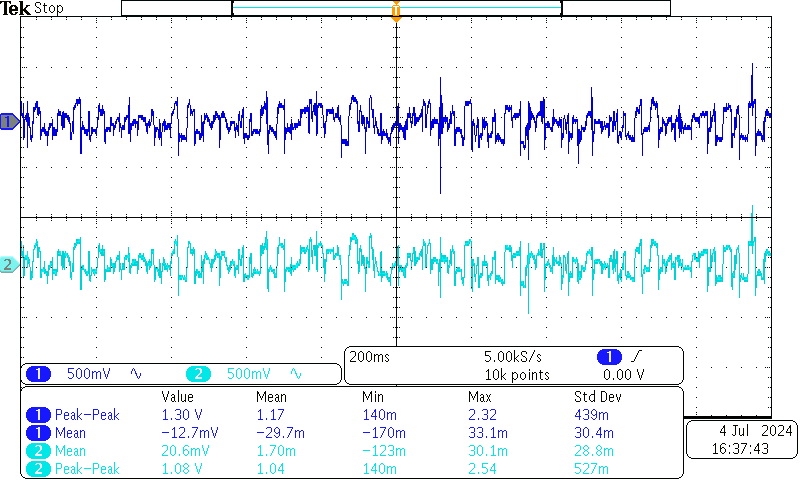 Tek Stop
T
1
2
1 500mV 2 500mV
200ms 5.00kS/s 1
10k points 0.00 V
Value Mean Min Max Std Dev
1 Peak-Peak 1.30 V 1.17 140m 2.32 439m
1 Mean -12.7mV -29.7m -170m 33.1m 30.4m
2 Mean 20.6mV 1.70m -123m 30.1m 28.8m
2 Peak-Peak 1.08 V 1.04 140m 2.54 527m
4 Jul 2024
16:37:43